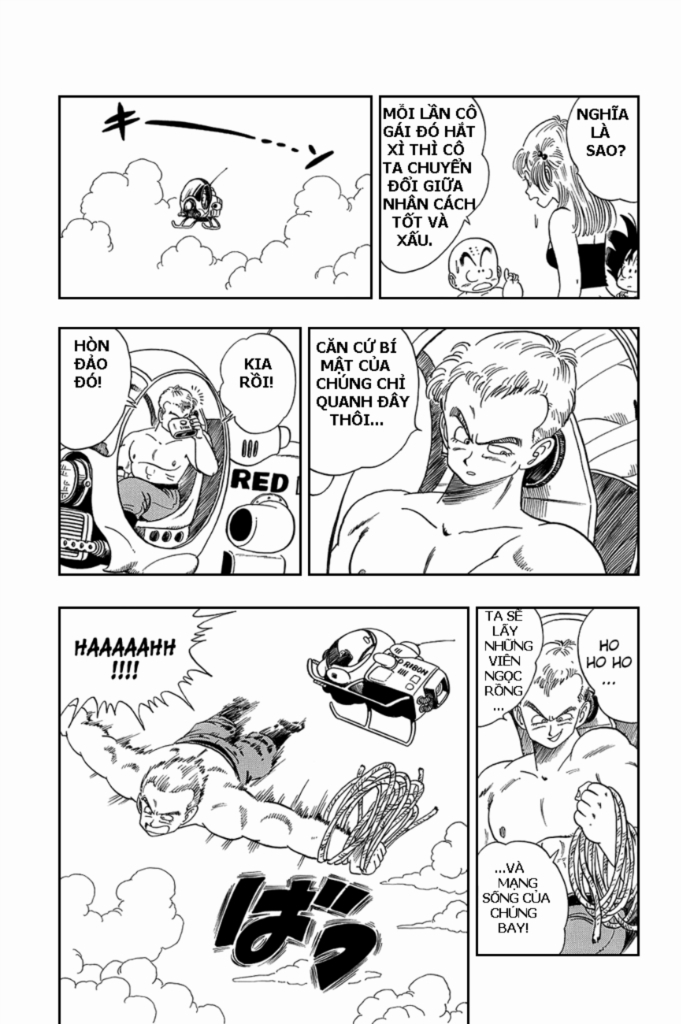 NGHĨA
LÀ
SAO?
MỖI LẦN CÔ
GÁI ĐÓ HẮT
XÌ THÌ CÔ
TA CHUYỂN
ĐỔI GIỮA
NHÂN CÁCH
TỐT VÀ
XẤU.
キーーン
CĂN CỨ BÍ
MẬT CỦA
CHÚNG CHỈ
QUANH ĐÂY
THÔI...
KIA
RỒI!
HÒN
ĐẢO
ĐÓ!
RED
HO
HO HO
...
TA SẼ
LẤY
NHỮNG
VIÊN
NGỌC
RỒNG
...
...VÀ
MẠNG
SỐNG CỦA
CHÚNG
BAY!
HAAAAAHH
!!!!
RIBON
ばっ